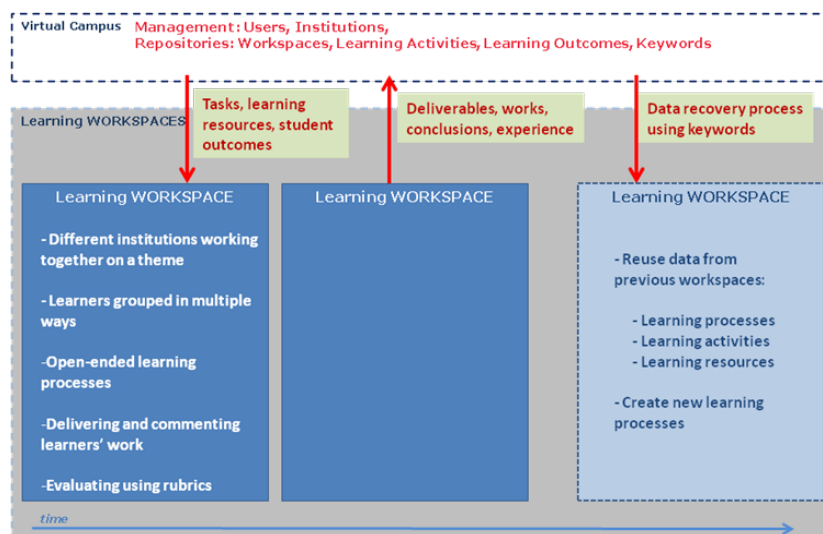 Virtual Campus
Management: Users, Institutions,
Repositories: Workspaces, Learning Activities, Learning Outcomes, Keywords
Learning WORKSPACES
Tasks, learning
resources, student
outcomes
Deliverables, works,
conclusions, experience
Data recovery process
using keywords
Learning WORKSPACE
- Different institutions working
together on a theme
- Learners grouped in multiple
ways
-Open-ended learning
processes
- Delivering and commenting
learners’ work
-Evaluating using rubrics
Learning WORKSPACE
Learning WORKSPACE
- Reuse data from
previous workspaces:
- Learning processes
- Learning activities
- Learning resources
- Create new learning
processes
time